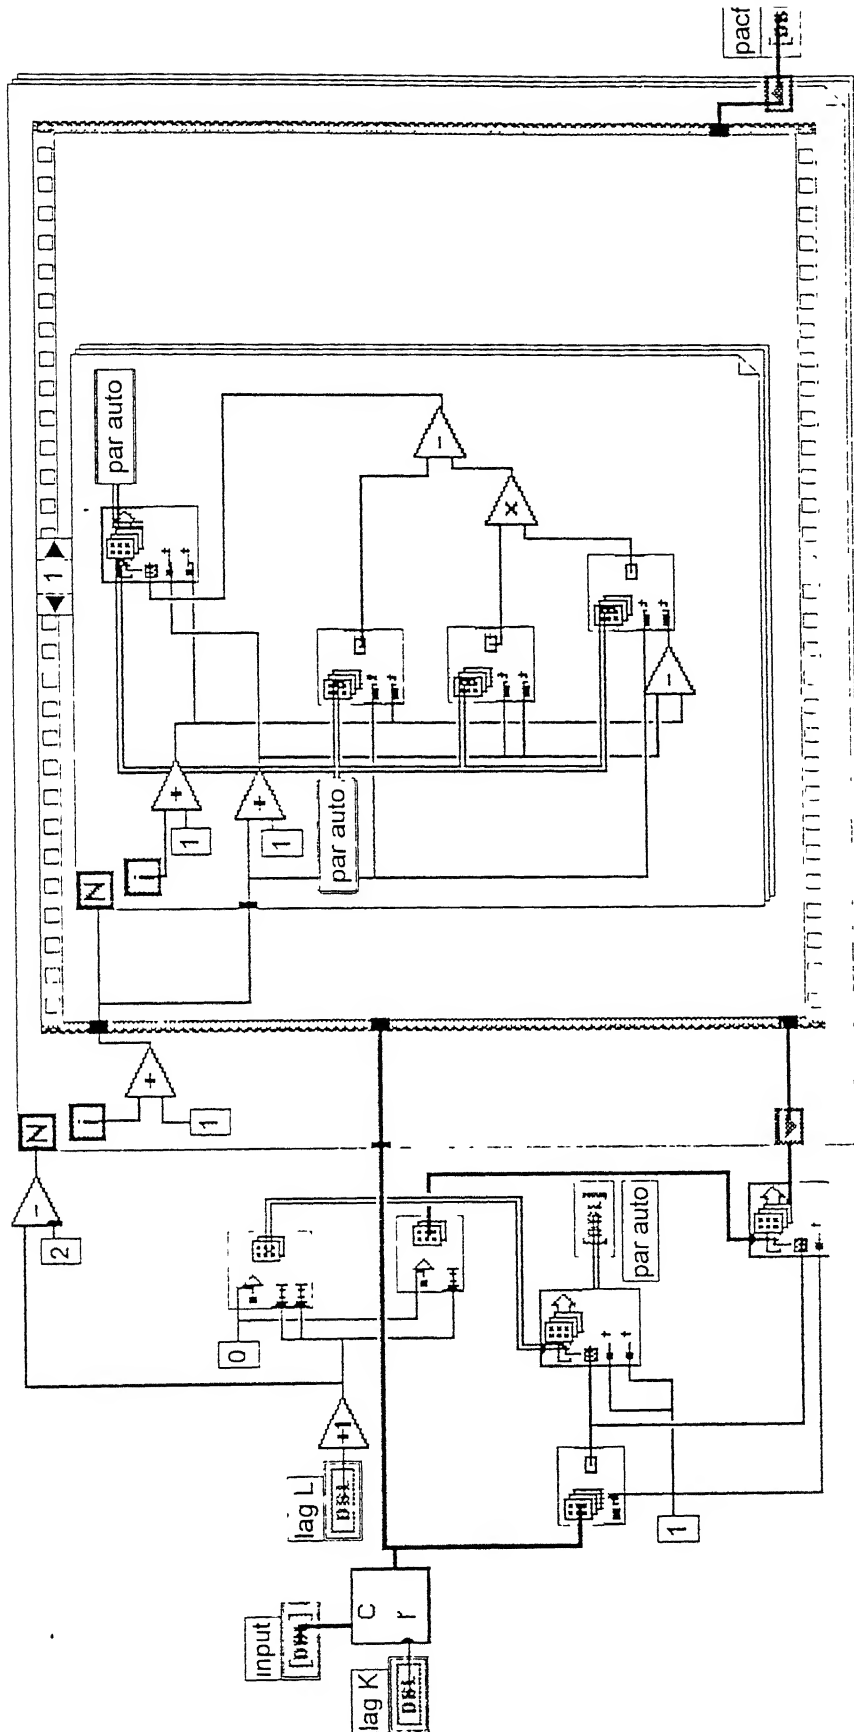 input
[DBL]
lag K
DBL
C
r
lag L
DBL
+1
0
1
2
-
[DBL]
par auto
N
i
1
+
1
N
i
+
1
+
1
par auto
par auto
-
x
-
pacf